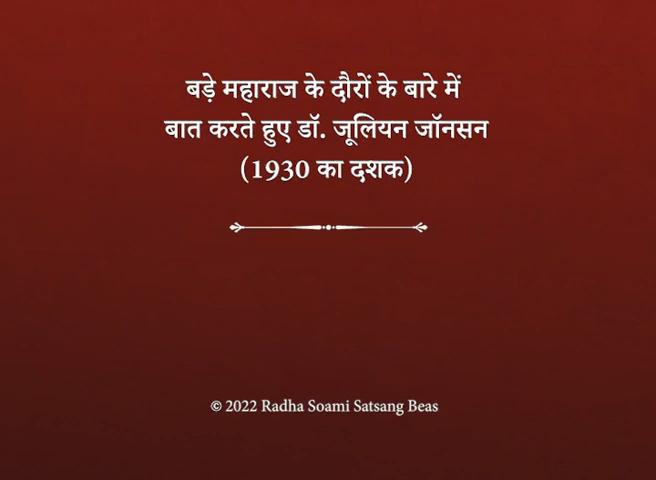 बड़े महाराज के दौरों के बारे में
बात करते हुए डॉ. जूलियन जॉनसन
(1930 का दशक)
© 2022 Radha Soami Satsang Beas